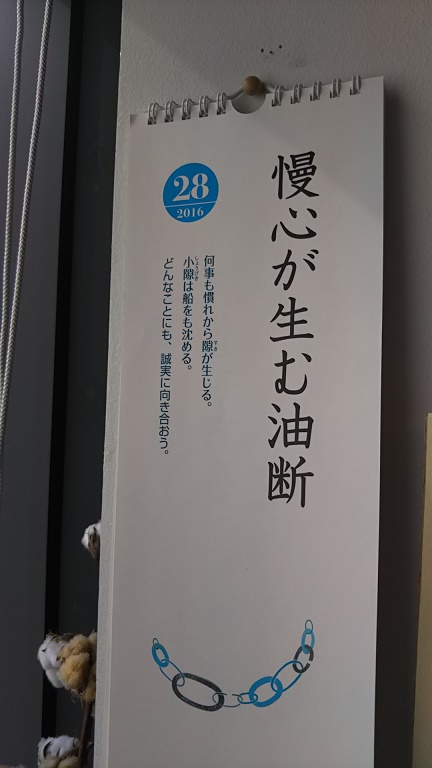 慢心が生む油断
28
2016
何事も慣れから隙が生じる。
小隙は船をも沈める。
どんなことにも、誠実に向き合おう。